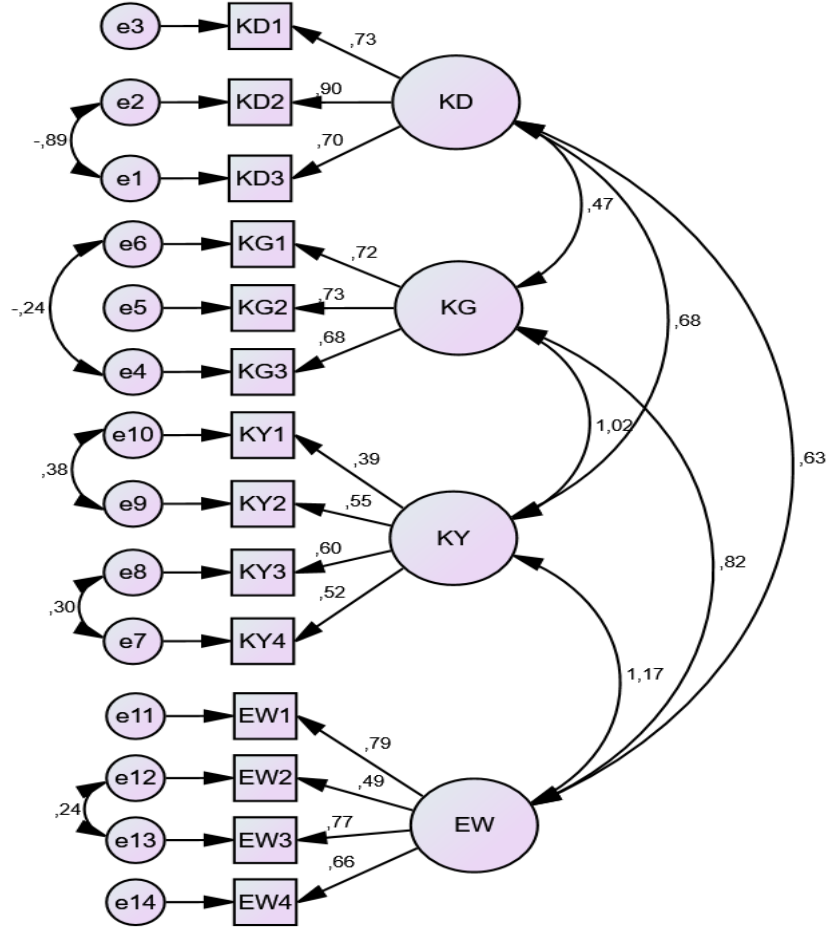 e3 KD1 ,73
e2 KD2 ,90 KD
-,89
e1 KD3 ,70
,47
e6 KG1 ,72
-,24 e5 KG2 ,73 KG
,68
e4 KG3 ,68
e10 KY1 ,39
1,02
,38
,63
e9 KY2 ,55
KY
e8 KY3 ,60
,82
,30
e7 KY4 ,52
1,17
e11 EW1 ,79
e12 EW2 ,49
,24
EW
e13 EW3 ,77
e14 EW4 ,66